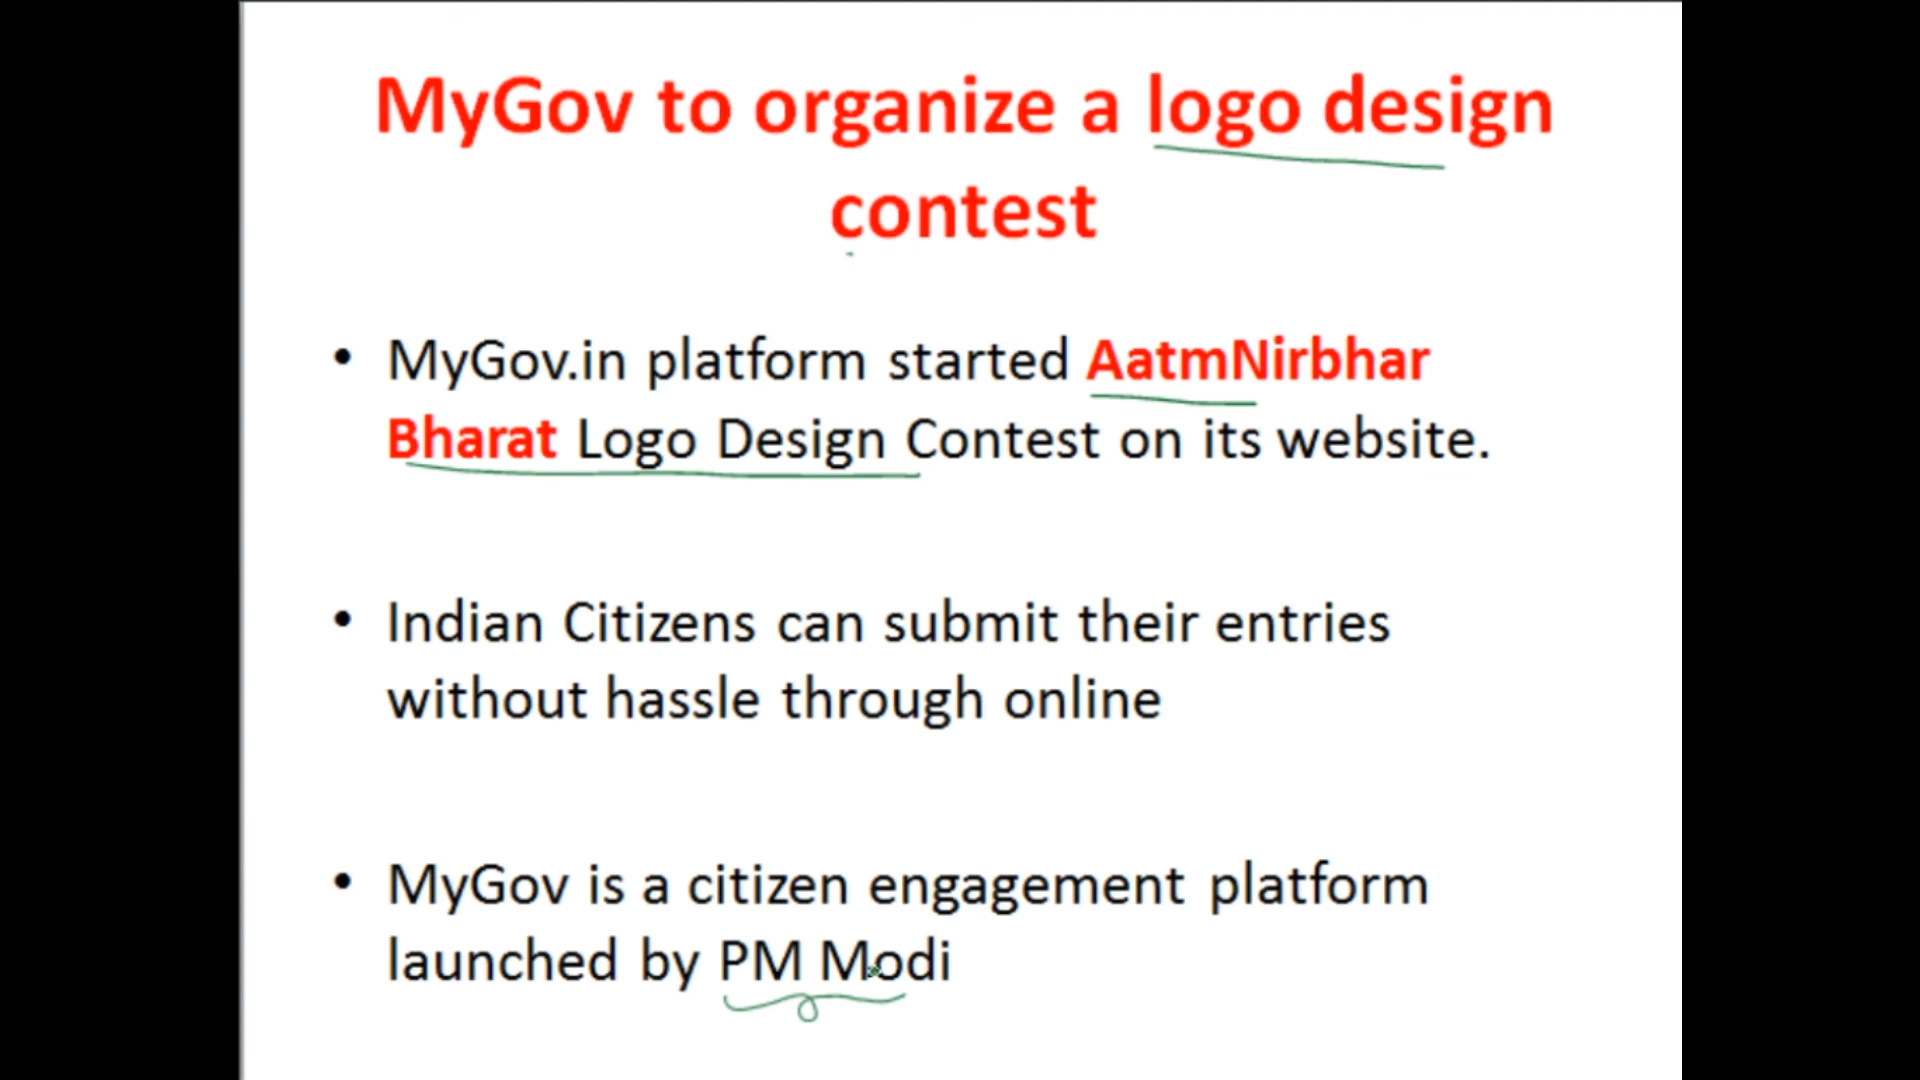 MyGov to organize a logo design
contest
• MyGov.in platform started AatmNirbhar
Bharat Logo Design Contest on its website.
• Indian Citizens can submit their entries
without hassle through online
• MyGov is a citizen engagement platform
launched by PM Modi